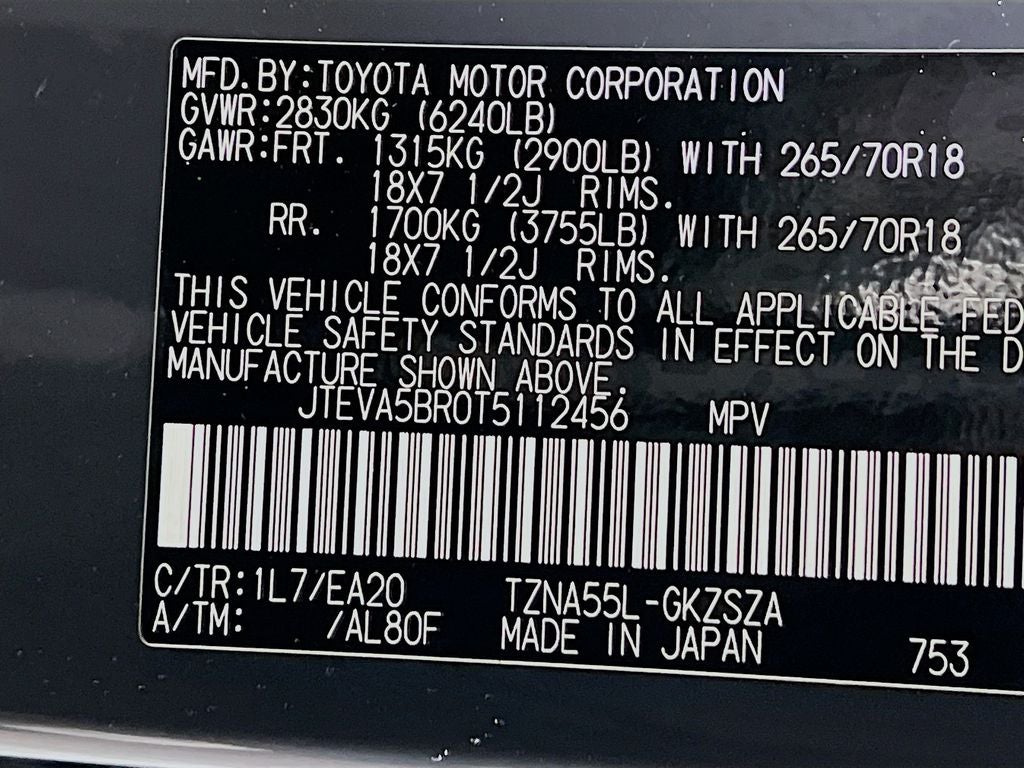 MFD.BY:TOYOTA MOTOR CORPORATION
GVWR:2830KG (6240LB)
GAWR:FRT. 1315KG (2900LB) WITH 265/70R18
18X7 1/2J RIMS.
RR. 1700KG (3755LB) WITH 265/70R18
18X7 1/2J RIMS.
THIS VEHICLE CONFORMS TO ALL APPLICABLE FED
VEHICLE SAFETY STANDARDS IN EFFECT ON THE D
MANUFACTURE SHOWN ABOVE.
JTEVA5BR0T5112456 MPV
C/TR:1L7/EA20 TZNA55L-GKZSZA
A/TM: /AL80F MADE IN JAPAN 753